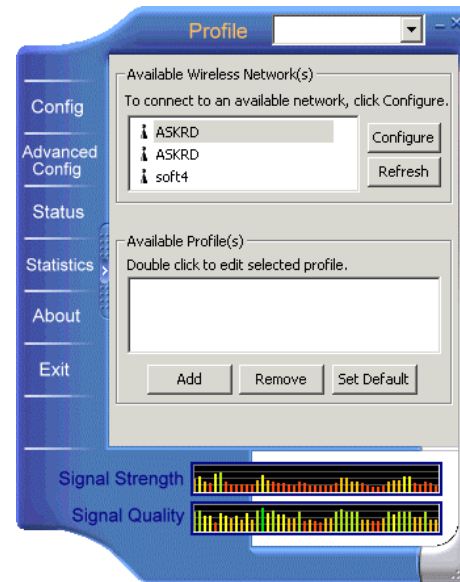 Profile
Available Wireless Network(s)
To connect to an available network, click Configure.
ASKRD
ASKRD
soft4
Configure
Refresh
Config
Advanced
Config
Status
Statistics
About
Exit
Available Profile(s)
Double click to edit selected profile.
Add
Remove
Set Default
Signal Strength
Signal Quality